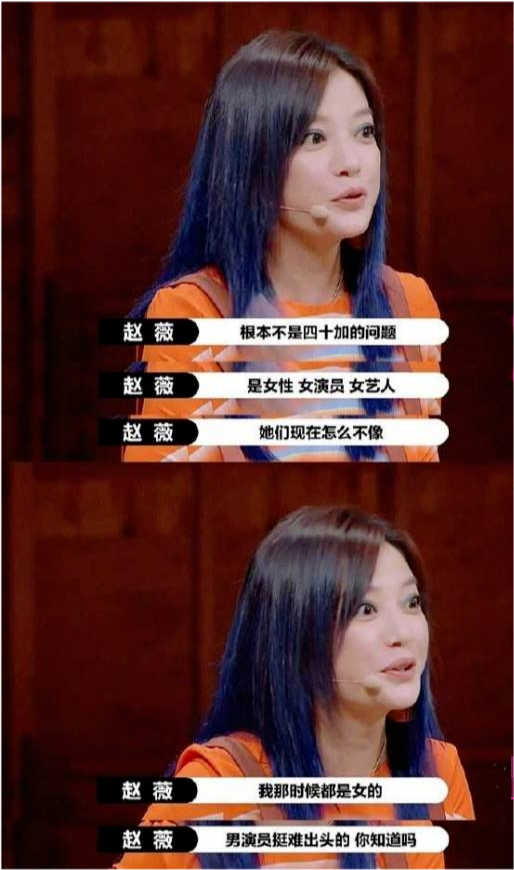 赵薇 根本不是四十加的问题
赵薇 是女性 女演员 女艺人
赵薇 她们现在怎么不像
赵薇 我那时候都是女的
赵薇 男演员挺难出头的 你知道吗